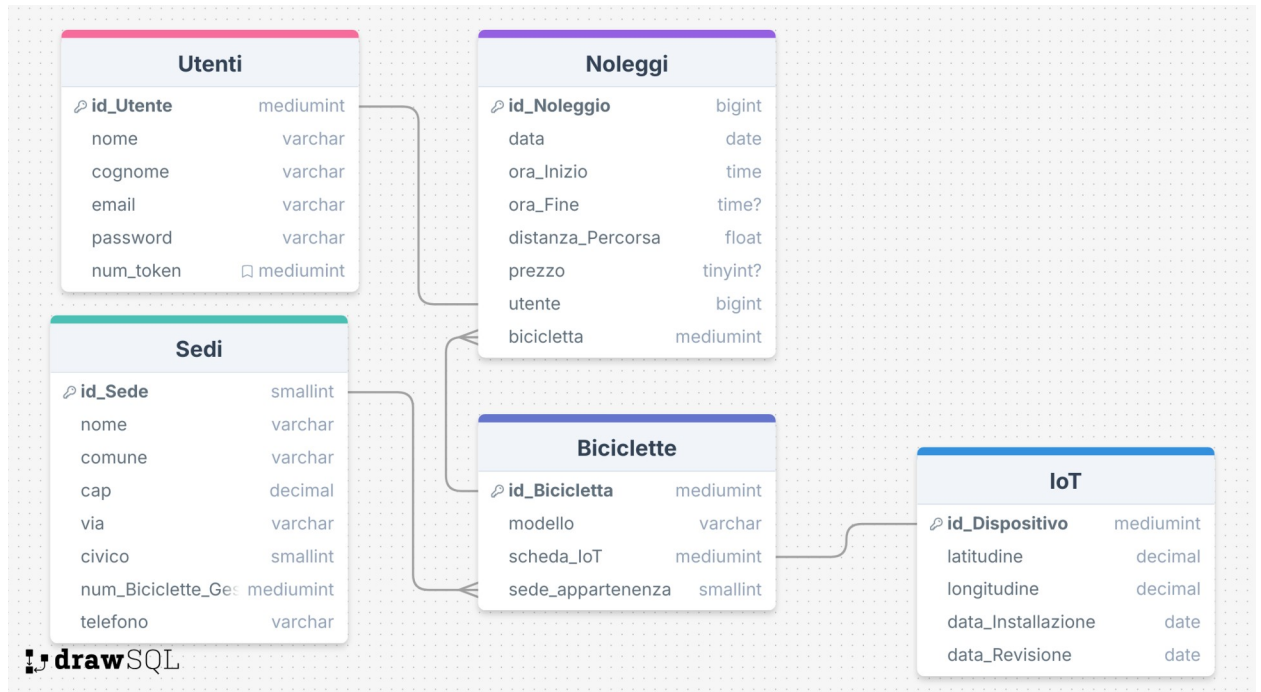 Utenti
id_Utente mediumint
nome varchar
cognome varchar
email varchar
password varchar
num_token mediumint
Noleggi
id_Noleggio bigint
data date
ora_Inizio time
ora_Fine time?
distanza_Percorsa float
prezzo tinyint?
utente bigint
bicicletta mediumint
Sedi
id_Sede smallint
nome varchar
comune varchar
cap decimal
via varchar
civico smallint
num_Biciclette_Ges mediumint
telefono varchar
Biciclette
id_Bicicletta mediumint
modello varchar
scheda_IoT mediumint
sede_appartenenza smallint
IoT
id_Dispositivo mediumint
latitudine decimal
longitudine decimal
data_Installazione date
data_Revisione date
drawSQL